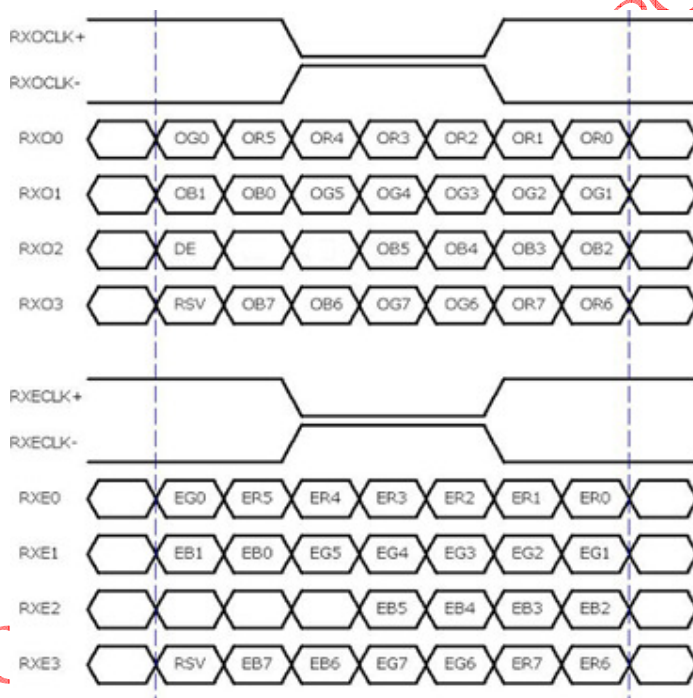 RXOCLK+
RXOCLK-
RXO0 OG0 OR5 OR4 OR3 OR2 OR1 OR0
RXO1 OB1 OB0 OG5 OG4 OG3 OG2 OG1
RXO2 DE OB5 OB4 OB3 OB2
RXO3 RSV OB7 OB6 OG7 OG6 OR7 OR6
RXECLK+
RXECLK-
RXE0 EG0 ER5 ER4 ER3 ER2 ER1 ER0
RXE1 EB1 EB0 EG5 EG4 EG3 EG2 EG1
RXE2 EB5 EB4 EB3 EB2
RXE3 RSV EB7 EB6 EG7 EG6 ER7 ER6